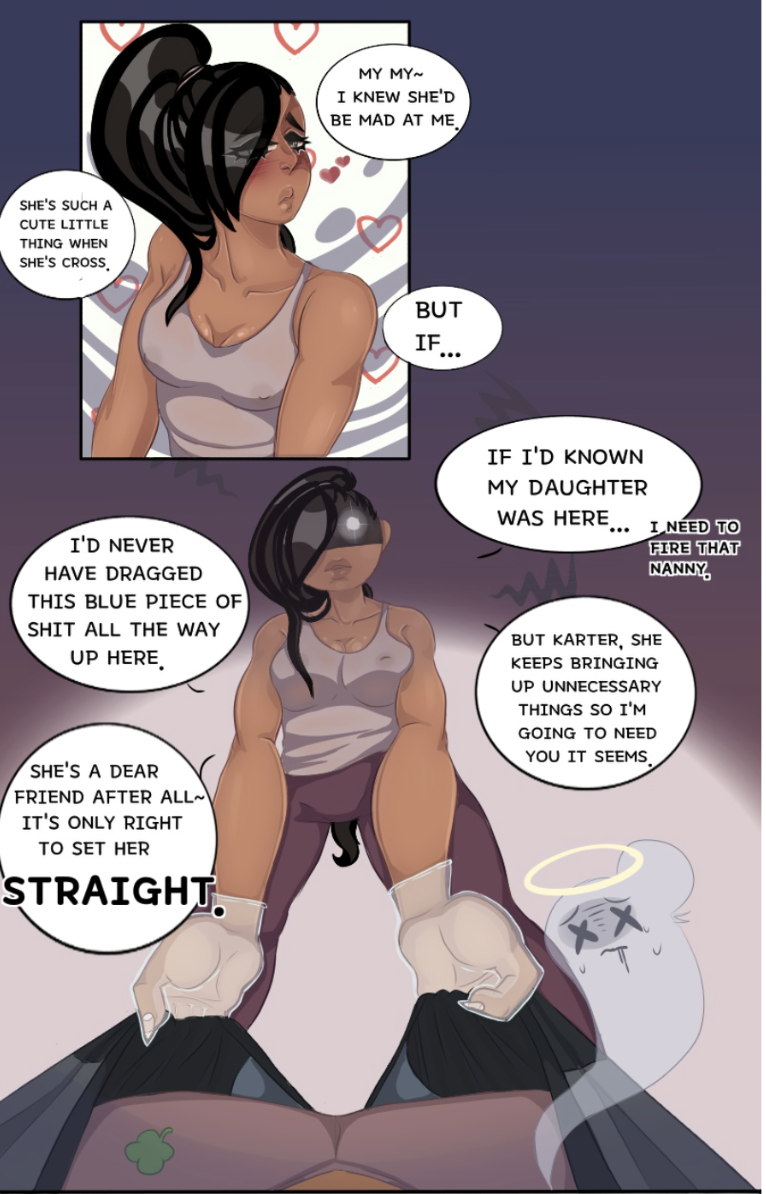 MY MY~
I KNEW SHE'D
BE MAD AT ME.
SHE'S SUCH A
CUTE LITTLE
THING WHEN
SHE'S CROSS.
BUT
IF...
IF I'D KNOWN
MY DAUGHTER
WAS HERE...
I NEED TO
FIRE THAT
NANNY.
I'D NEVER
HAVE DRAGGED
THIS BLUE PIECE OF
SHIT ALL THE WAY
UP HERE.
BUT KARTER, SHE
KEEPS BRINGING
UP UNNECESSARY
THINGS SO I'M
GOING TO NEED
YOU IT SEEMS.
SHE'S A DEAR
FRIEND AFTER ALL~
IT'S ONLY RIGHT
TO SET HER
STRAIGHT.